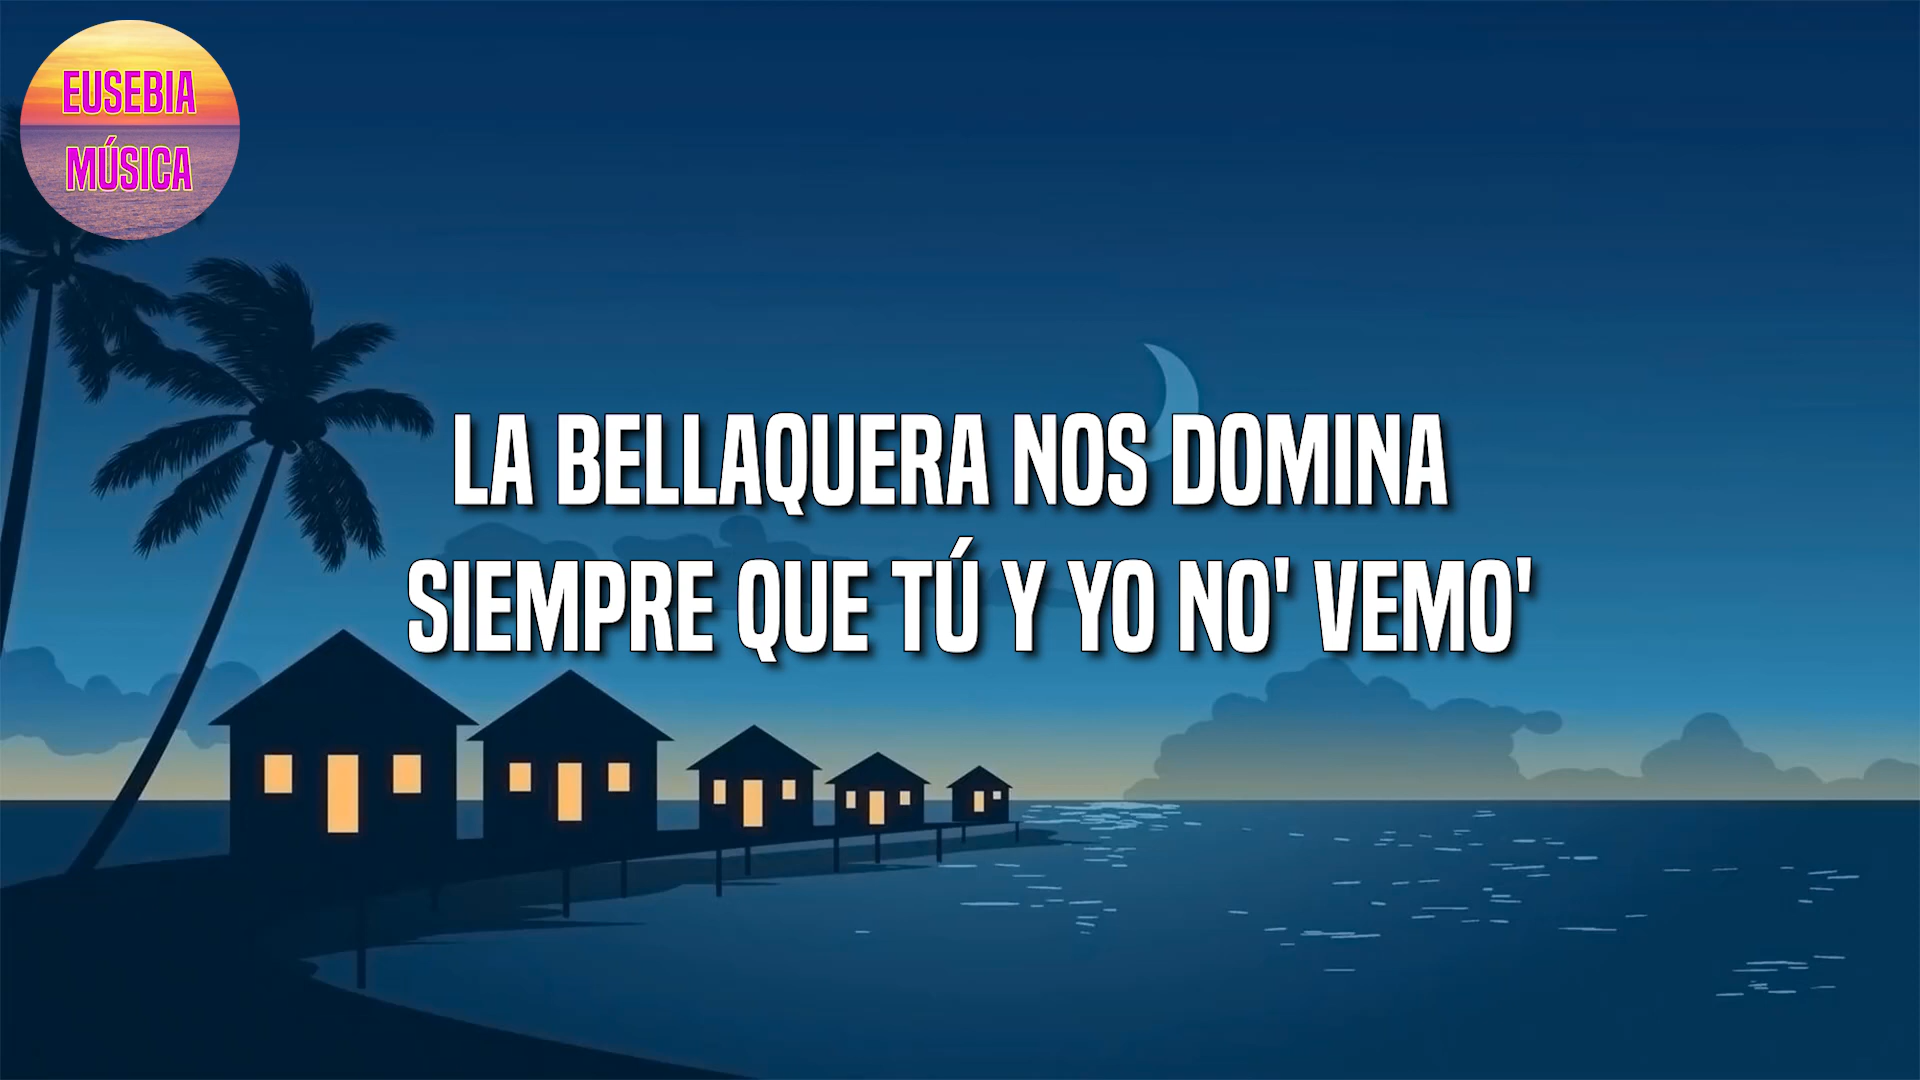 EUSEBIA
MÚSICA
LA BELLAQUERA NOS DOMINA
SIEMPRE QUE TÚ Y YO NO' VEMO'